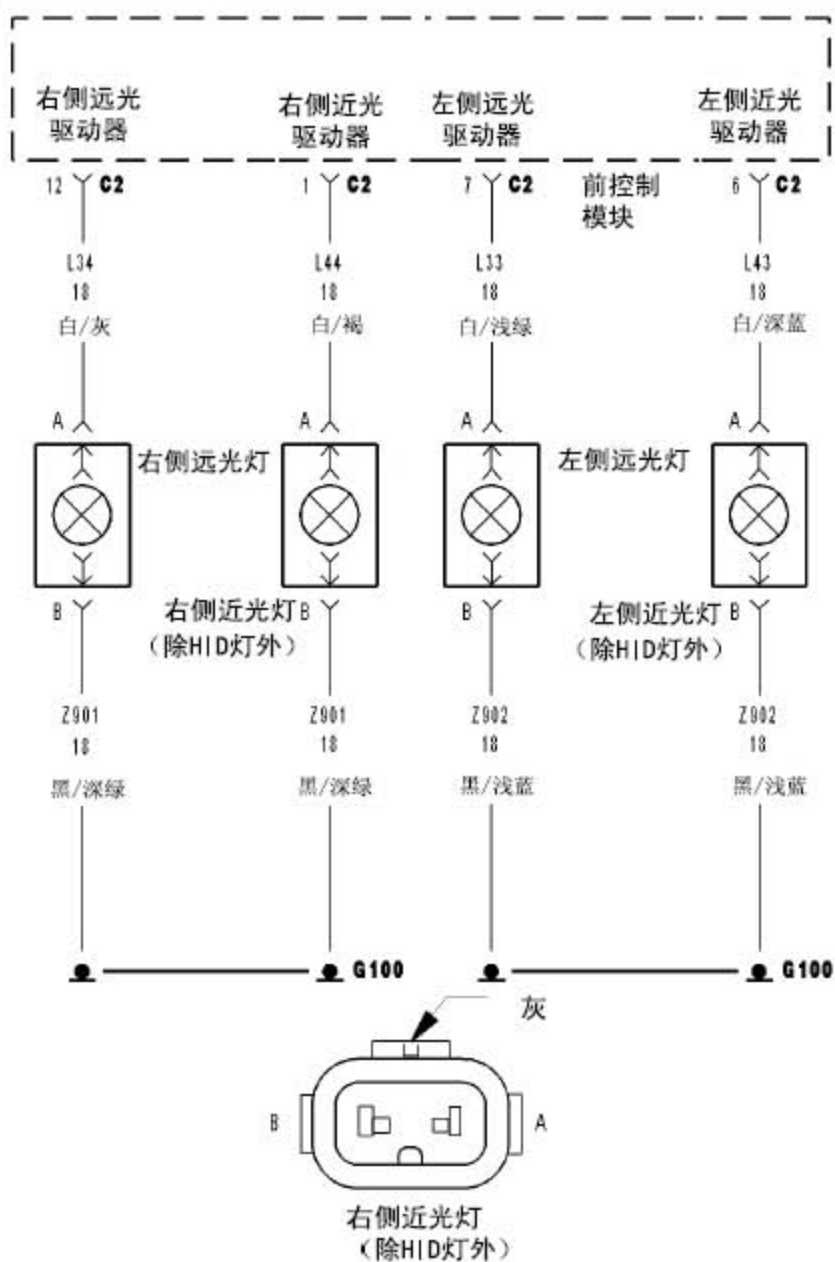 右侧远光
驱动器
右侧近光
驱动器
左侧远光
驱动器
左侧近光
驱动器
12 C2
1 C2
7 C2
前控制
模块
6 C2
L34
18
白/灰
L44
18
白/褐
L33
18
白/浅绿
L43
18
白/深蓝
A
A
A
A
右侧远光灯
左侧远光灯
B
右侧近光灯
（除HID灯外）
B
B
左侧近光灯
（除HID灯外）
B
Z901
18
黑/深绿
Z901
18
黑/深绿
Z902
18
黑/浅蓝
Z902
18
黑/浅蓝
G100
G100
灰
B
A
右侧近光灯
（除HID灯外）